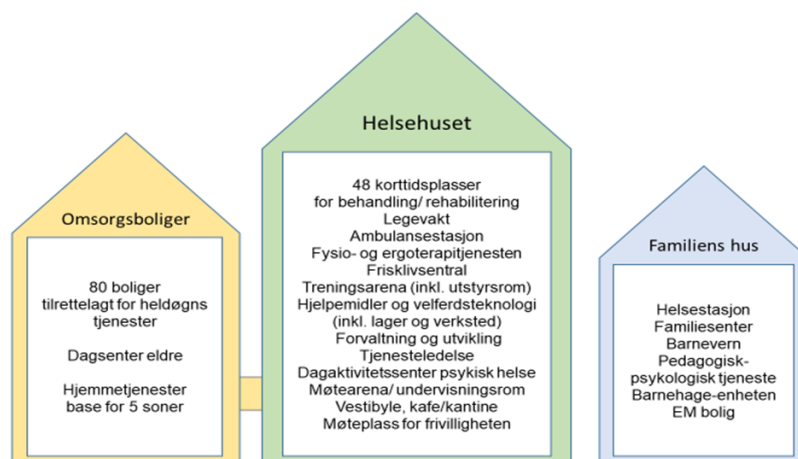 Omsorgsboliger
80 boliger
tilrettelagt for heldøgns
tjenester
Dagsenter eldre
Hjemmetjenester
base for 5 soner
Helsehuset
48 korttidsplasser
for behandling/ rehabilitering
Legevakt
Ambulansestasjon
Fysio- og ergoterapitjenesten
Frisklivsentral
Treningsarena (inkl. utstyrsrom)
Hjelpemidler og velferdsteknologi
(inkl. lager og verksted)
Forvaltning og utvikling
Tjenesteledelse
Dagaktivitetssenter psykisk helse
Møtearena/ undervisningsrom
Vestibyle, kafe/kantine
Møteplass for frivilligheten
Familiens hus
Helsestasjon
Familiesenter
Barnevern
Pedagogisk-
psykologisk tjeneste
Barnehage-enheten
EM bolig